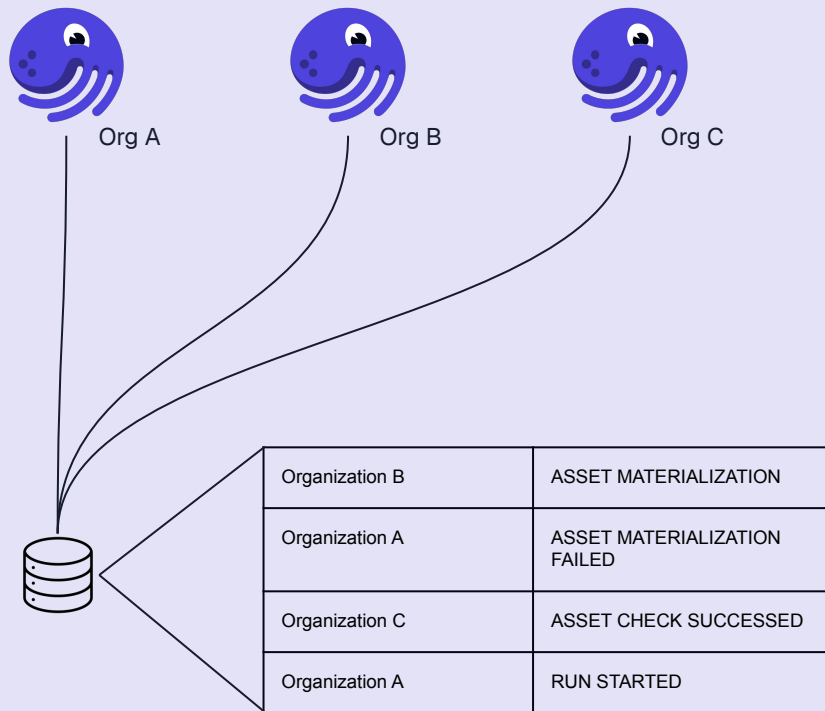 Org A
Org B
Org C
Organization B
ASSET MATERIALIZATION
Organization A
ASSET MATERIALIZATION
FAILED
Organization C
ASSET CHECK SUCCESSED
Organization A
RUN STARTED